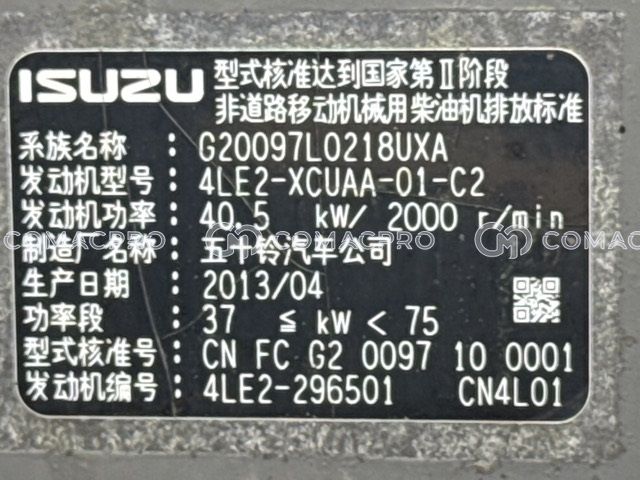 ISUZU 型式核准达到国家第Ⅱ阶段
非道路移动机械用柴油机排放标准
系族名称 : G20097L0218UXA
发动机型号: 4LE2-XCUAA-01-C2
发动机功率: 40.5 kW/ 2000 r/min
制造厂名称: 五十铃汽车公司
生产日期 : 2013/04
功率段 : 37 ≦ kW < 75
型式核准号: CN FC G2 0097 10 0001
发动机编号: 4LE2-296501 CN4L01
COMACPRO COMACPRO COMACPRO